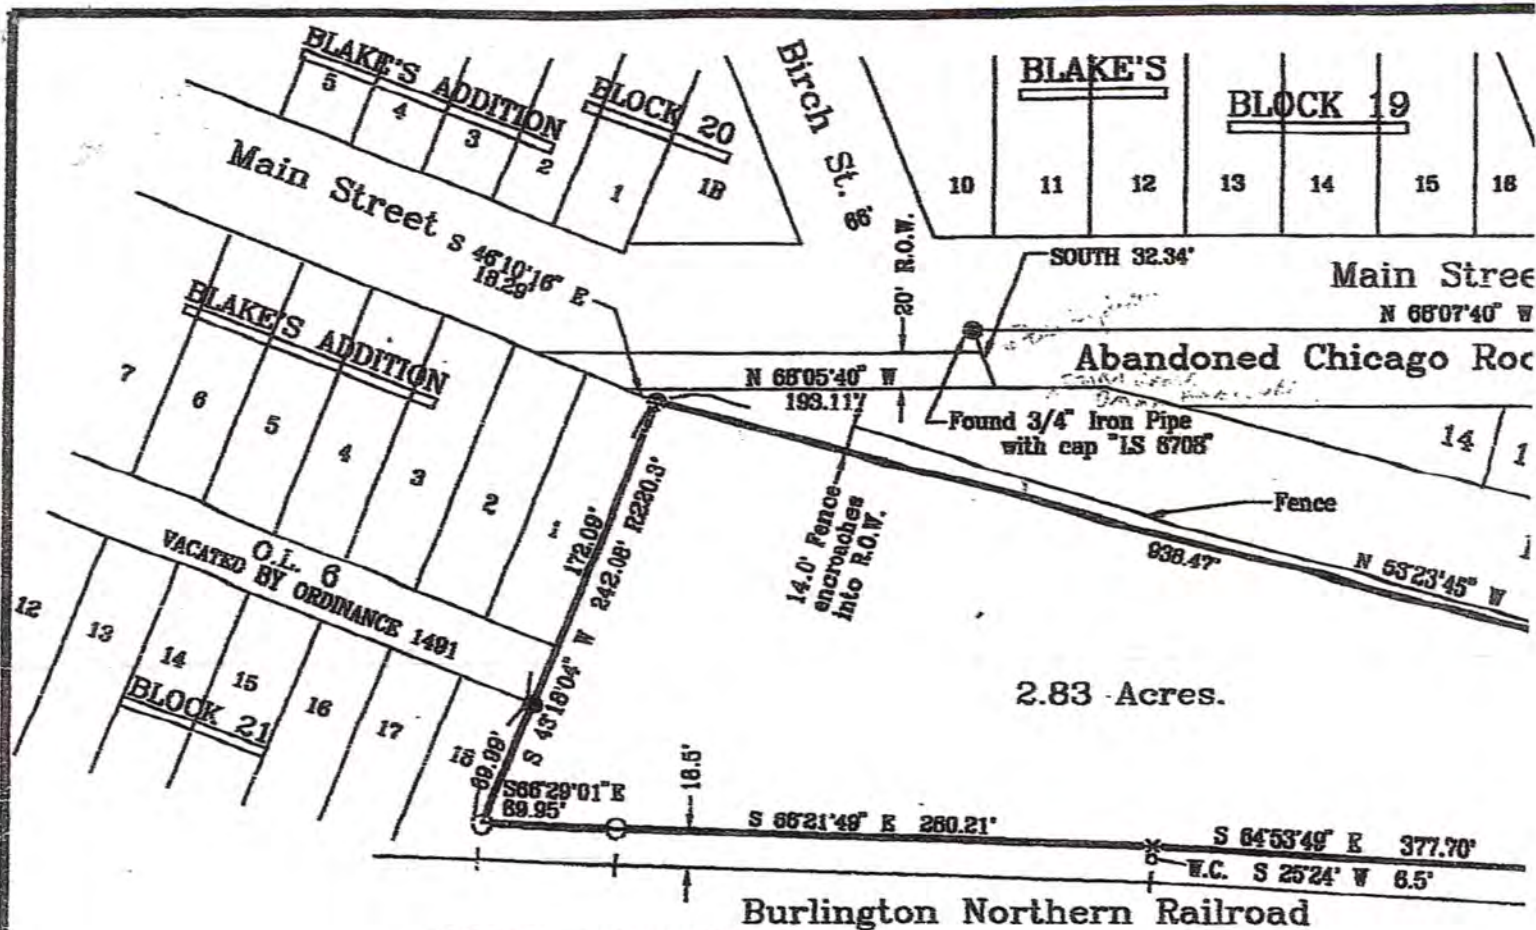 BLAKE'S ADDITION
5
4
3
2
1
1B
BLOCK 20
Birch St. 66'
BLAKE'S
BLOCK 19
10
11
12
13
14
15
16
Main Street
S 46°10'16" E
18.29'
20' R.O.W.
SOUTH 32.34'
Main Stree
N 66°07'40" W
Abandoned Chicago Roc
BLAKE'S ADDITION
7
6
5
4
3
2
1
N 66°05'40" W
193.11'
Found 3/4" Iron Pipe
with cap "LS 6708"
14
1
Fence
14.0' Fence
encroaches
into R.O.W.
938.47'
N 53°23'45" W
172.09'
242.08' R220.3'
S 43°18'04" W
69.99'
O.L. 6
VACATED BY ORDINANCE 1491
12
13
14
15
16
17
18
BLOCK 21
2.83 Acres.
S66°29'01"E
69.95'
18.5'
S 66°21'49" E 260.21'
S 64°53'49" E 377.70'
W.C. S 25°24' W 6.5'
Burlington Northern Railroad